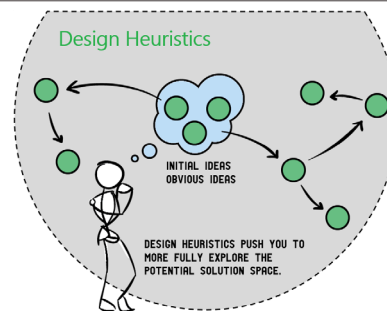 Design Heuristics
INITIAL IDEAS
OBVIOUS IDEAS
DESIGN HEURISTICS PUSH YOU TO
MORE FULLY EXPLORE THE
POTENTIAL SOLUTION SPACE.